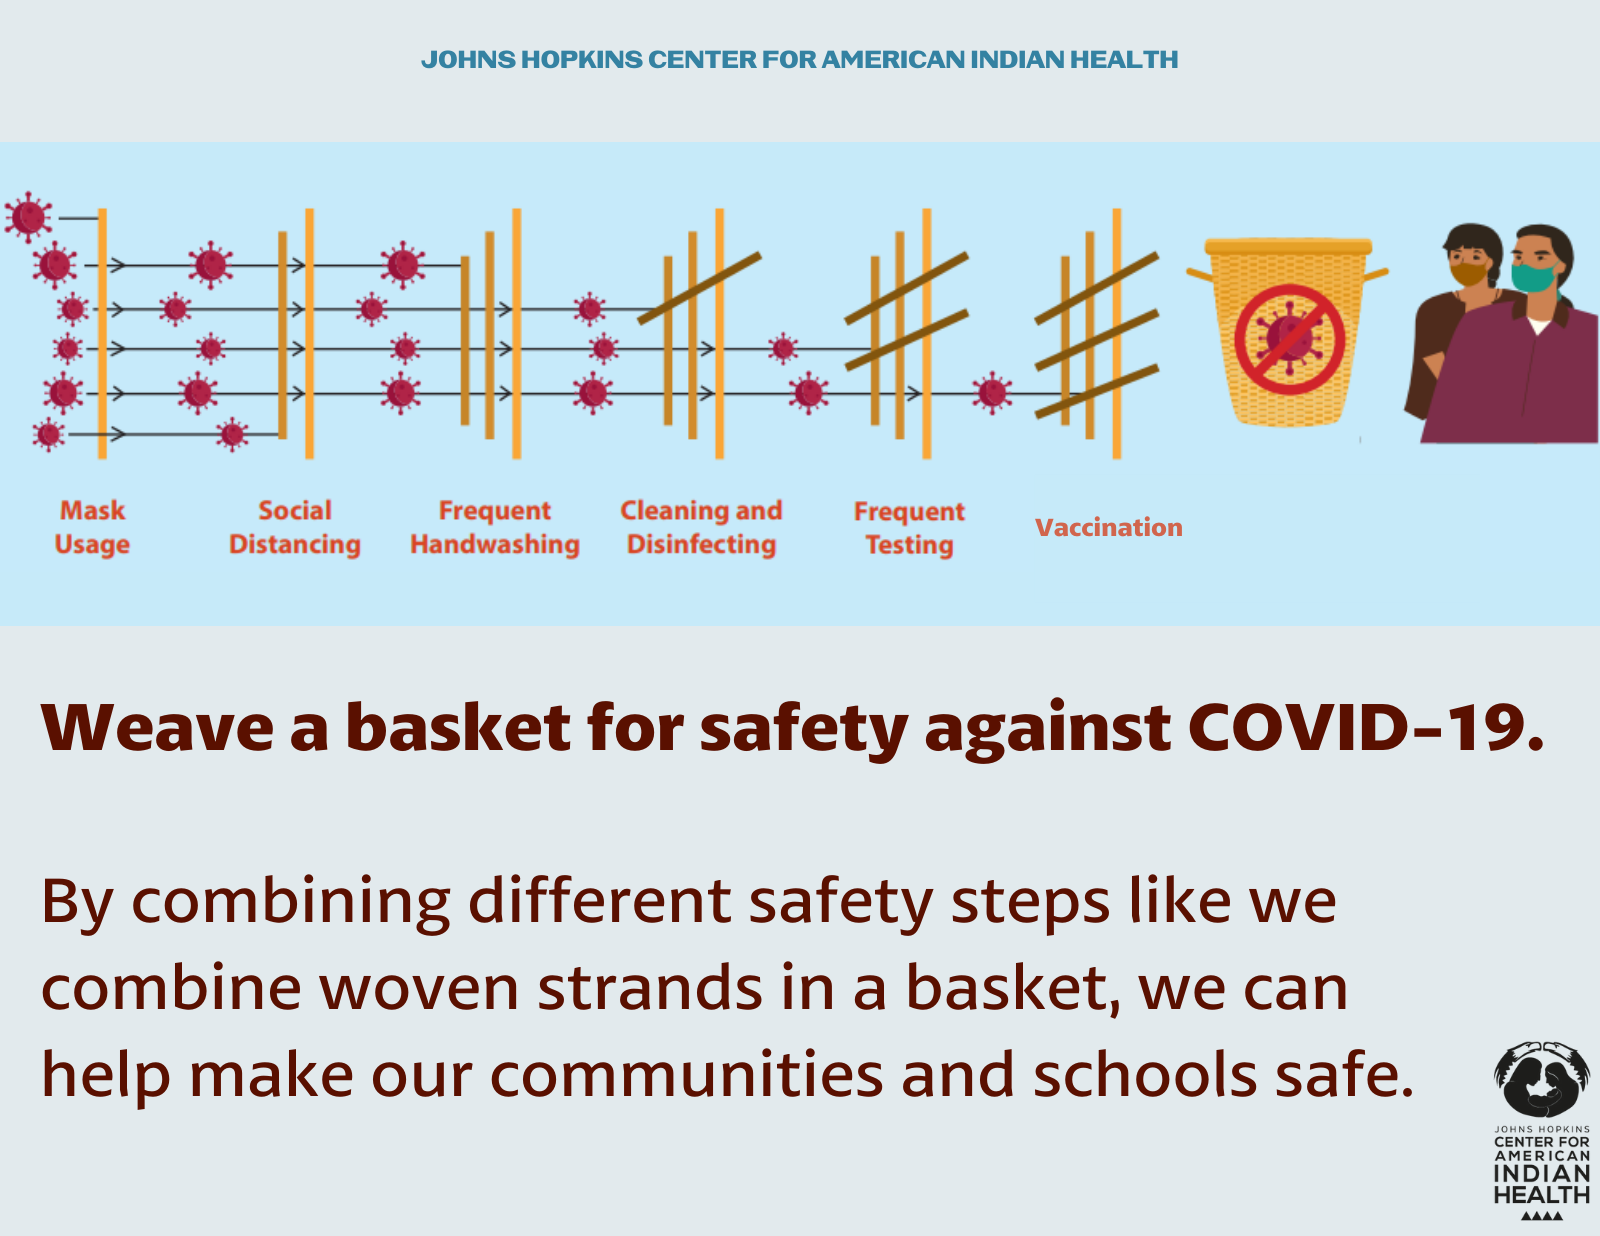 JOHNS HOPKINS CENTER FOR AMERICAN INDIAN HEALTH
Mask
Usage
Social
Distancing
Frequent
Handwashing
Cleaning and
Disinfecting
Frequent
Testing
Vaccination
Weave a basket for safety against COVID-19.
By combining different safety steps like we
combine woven strands in a basket, we can
help make our communities and schools safe.
JOHNS HOPKINS
CENTER FOR
AMERICAN
INDIAN
HEALTH